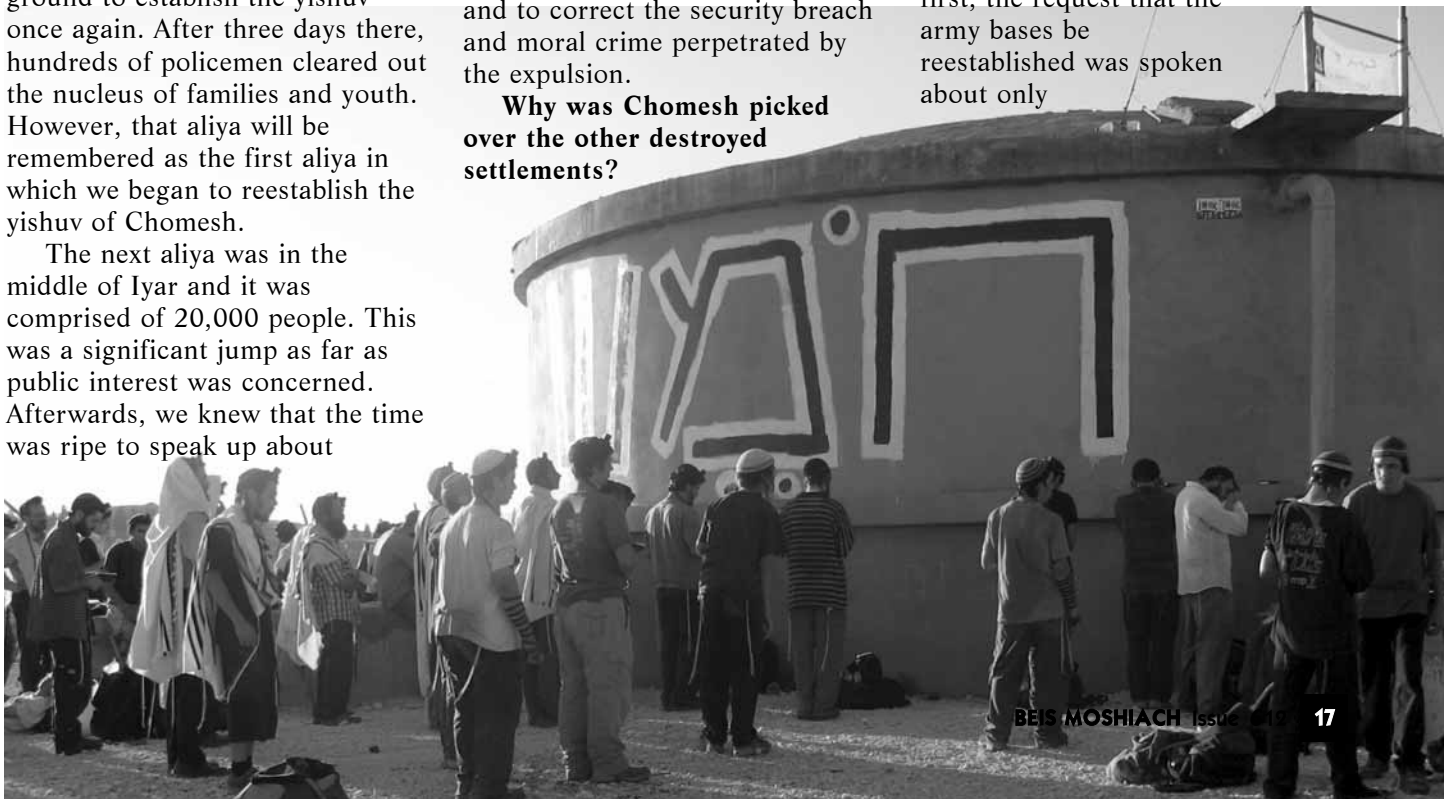 ground to establish the yishuv
once again. After three days there,
hundreds of policemen cleared out
the nucleus of families and youth.
However, that aliya will be
remembered as the first aliya in
which we began to reestablish the
yishuv of Chomesh.
The next aliya was in the
middle of Iyar and it was
comprised of 20,000 people. This
was a significant jump as far as
public interest was concerned.
Afterwards, we knew that the time
was ripe to speak up about
and to correct the security breach
and moral crime perpetrated by
the expulsion.
Why was Chomesh picked
over the other destroyed
settlements?
first, the request that the
army bases be
reestablished was spoken
about only
חֹמֶש
BEIS MOSHIACH Issue 17